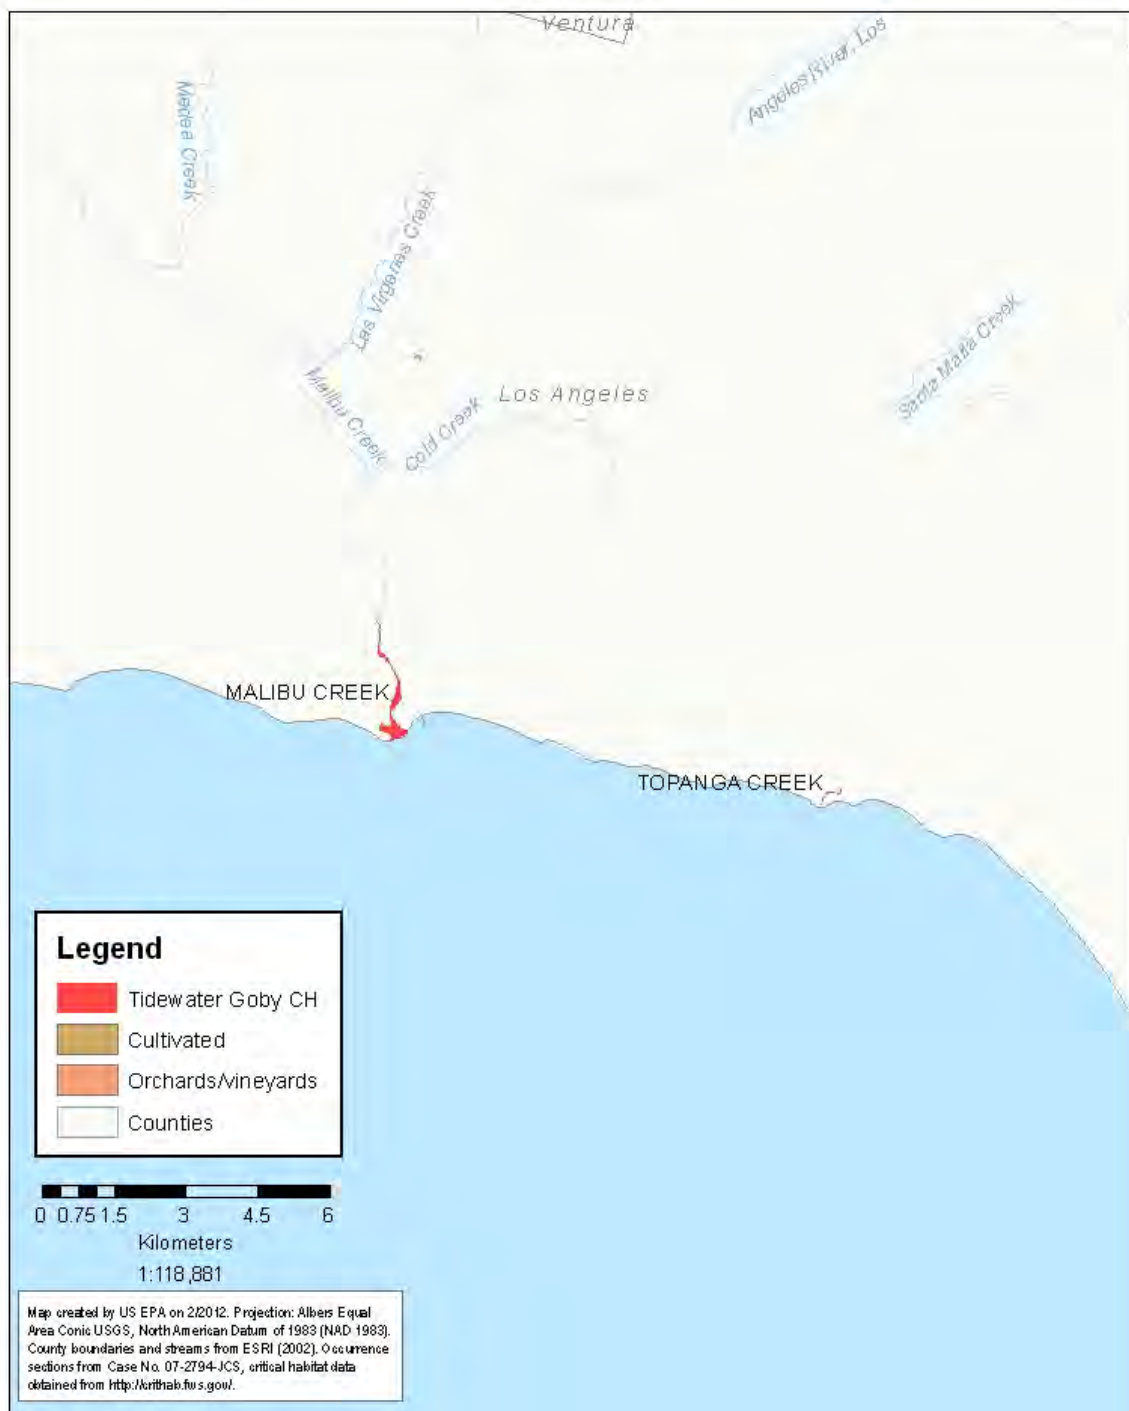 Ventura
Angeles River, Los
Medea Creek
Las Virgenes Creek
Santa Maria Creek
Malibu Creek
Cold Creek
Los Angeles
MALIBU CREEK
TOPANGA CREEK
Legend
Tidewater Goby CH
Cultivated
Orchards/vineyards
Counties
0 0.75 1.5 3 4.5 6
Kilometers
1:118,881
Map created by US EPA on 2/2012. Projection: Albers Equal
Area Conic USGS, North American Datum of 1983 (NAD 1983).
County boundaries and streams from ESRI (2002). Occurrence
sections from Case No. 07-2794-JCS, critical habitat data
obtained from http://crithab.fws.gov/.